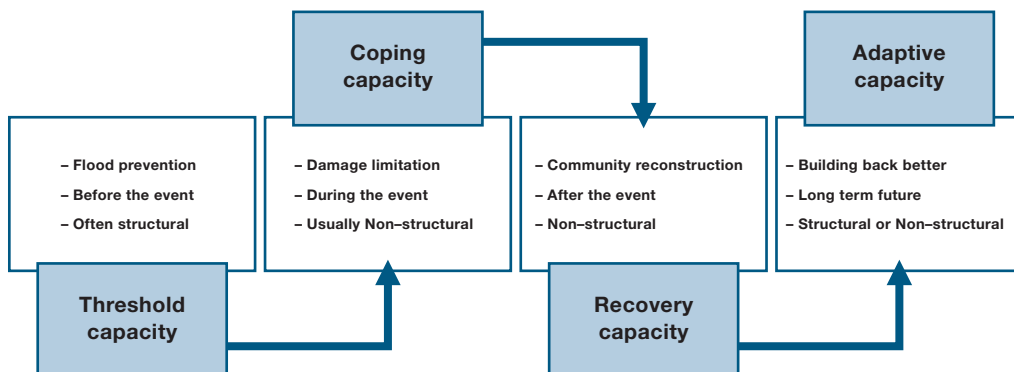 Coping
capacity
Adaptive
capacity
– Flood prevention
– Before the event
– Often structural
– Damage limitation
– During the event
– Usually Non–structural
– Community reconstruction
– After the event
– Non–structural
– Building back better
– Long term future
– Structural or Non–structural
Threshold
capacity
Recovery
capacity